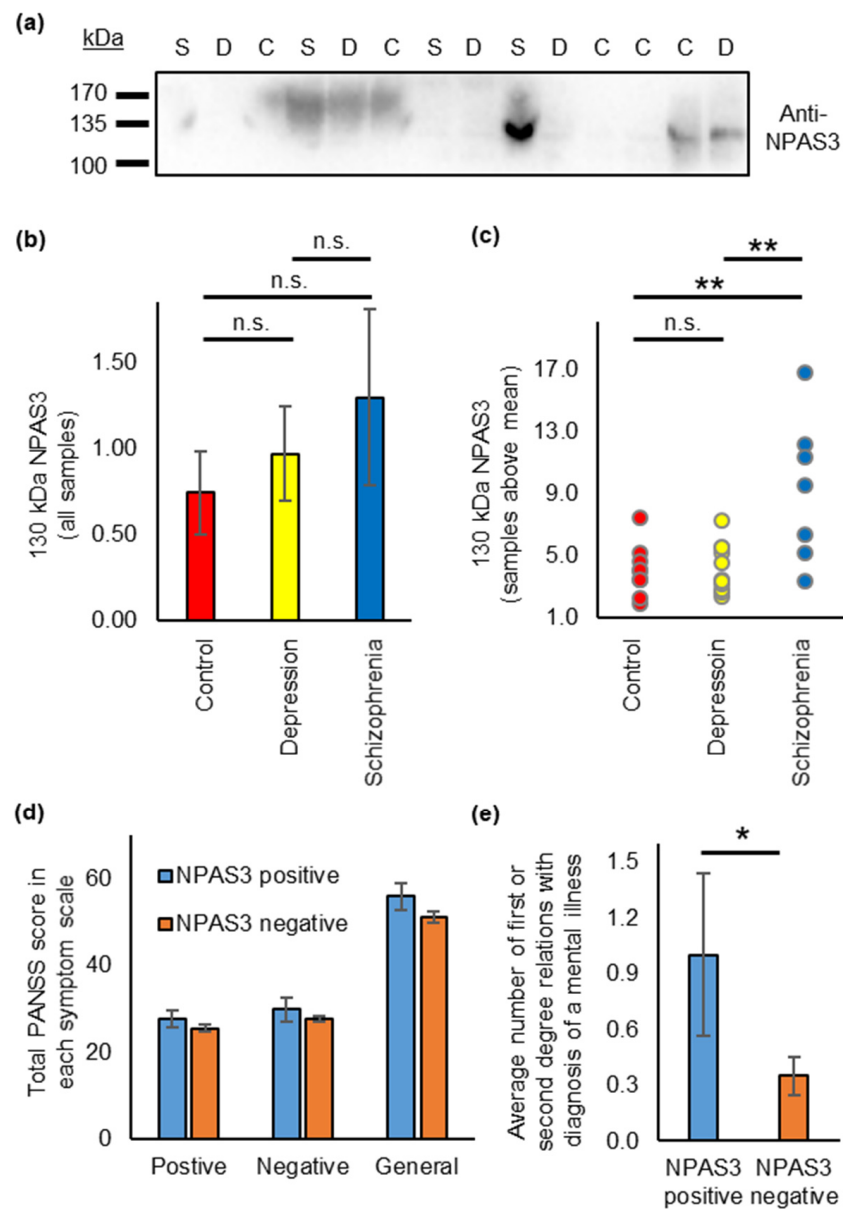 (a)
kDa
S D C S D C S D S D C C C D
170
135
100
Anti-
NPAS3
(b)
n.s.
n.s.
n.s.
130 kDa NPAS3
(all samples)
1.50
1.00
0.50
0.00
Control
Depression
Schizophrenia
(c)
**
**
n.s.
130 kDa NPAS3
(samples above mean)
17.0
13.0
9.0
5.0
1.0
Control
Depressoin
Schizophrenia
(d)
Total PANSS score in
each symptom scale
60
40
20
0
NPAS3 positive
NPAS3 negative
Postive Negative General
(e)
*
Average number of first or
second degree relations with
diagnosis of a mental illness
1.5
1.2
0.9
0.6
0.3
0.0
NPAS3 NPAS3
positive negative